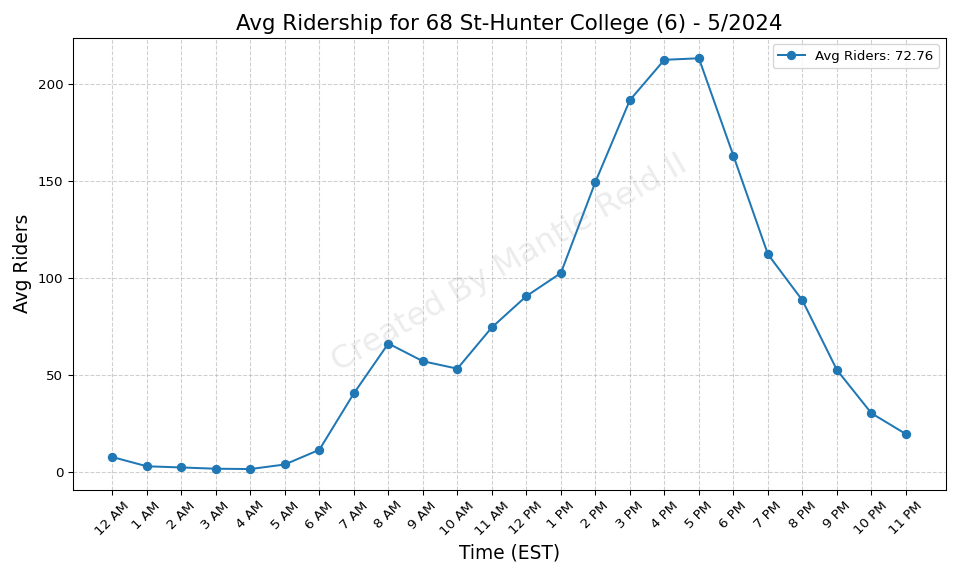 Avg Ridership for 68 St-Hunter College (6) - 5/2024
Avg Riders: 72.76
200
150
100
50
0
Avg Riders
Created By Mantic Reid II
12 AM
1 AM
2 AM
3 AM
4 AM
5 AM
6 AM
7 AM
8 AM
9 AM
10 AM
11 AM
12 PM
1 PM
2 PM
3 PM
4 PM
5 PM
6 PM
7 PM
8 PM
9 PM
10 PM
11 PM
Time (EST)